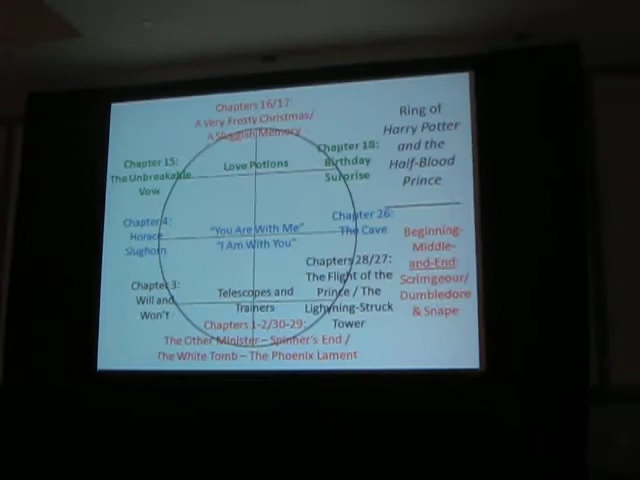 Chapters 16/17:
A Very Frosty Christmas/
A Sluggish Memory
Ring of
Harry Potter
and the
Half-Blood
Prince
Chapter 15:
The Unbreakable
Vow
Love Potions
Chapter 18:
Birthday
Surprise
Chapter 4:
Horace
Slughorn
"You Are With Me"
"I Am With You"
Chapter 26:
The Cave
Beginning-
Middle-
and-End:
Scrimgeour/
Dumbledore
& Snape
Chapter 3:
Will and
Won't
Telescopes and
Trainers
Chapters 28/27:
The Flight of the
Prince / The
Lightning-Struck
Tower
Chapters 1-2/30-29:
The Other Minister – Spinner's End /
The White Tomb – The Phoenix Lament